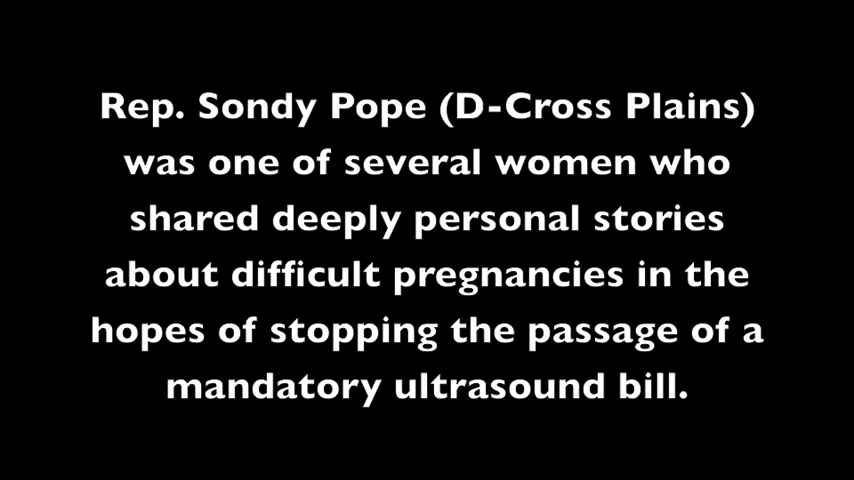 Rep. Sondy Pope (D-Cross Plains)
was one of several women who
shared deeply personal stories
about difficult pregnancies in the
hopes of stopping the passage of a
mandatory ultrasound bill.